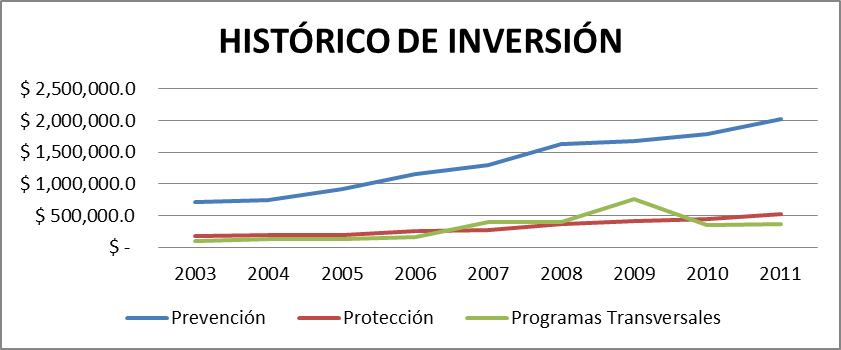 HISTÓRICO DE INVERSIÓN
$ 2,500,000.0
$ 2,000,000.0
$ 1,500,000.0
$ 1,000,000.0
$ 500,000.0
$ -
2003 2004 2005 2006 2007 2008 2009 2010 2011
Prevención Protección Programas Transversales